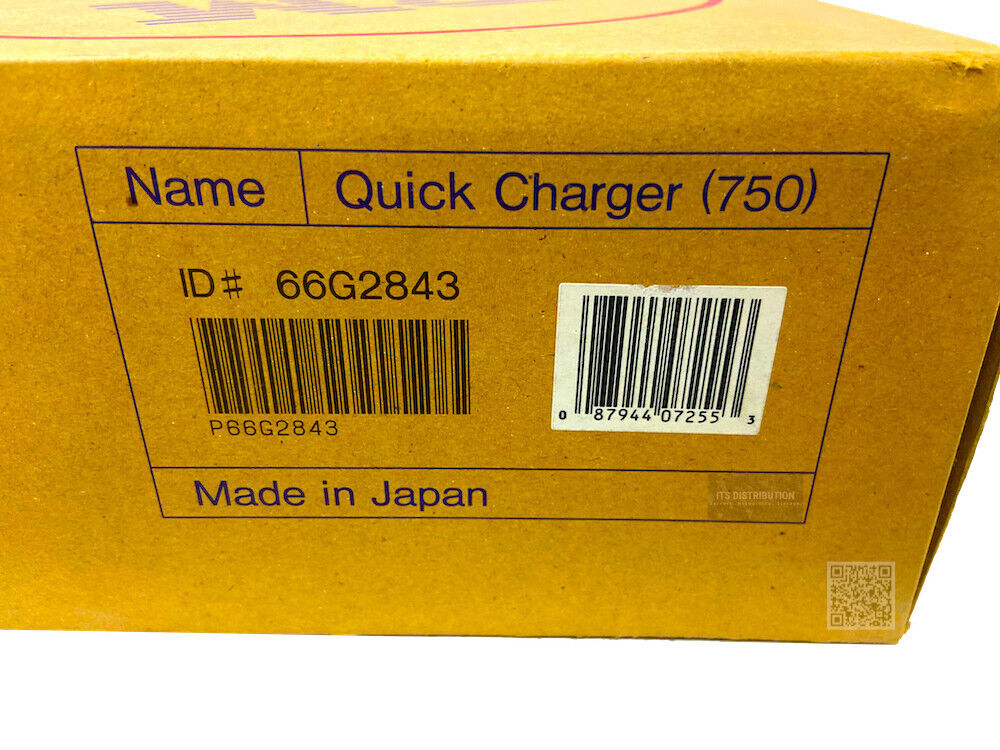 Name
Quick Charger (750)
ID# 66G2843
P66G2843
0 87944 07255 3
Made in Japan
ITS DISTRIBUTION